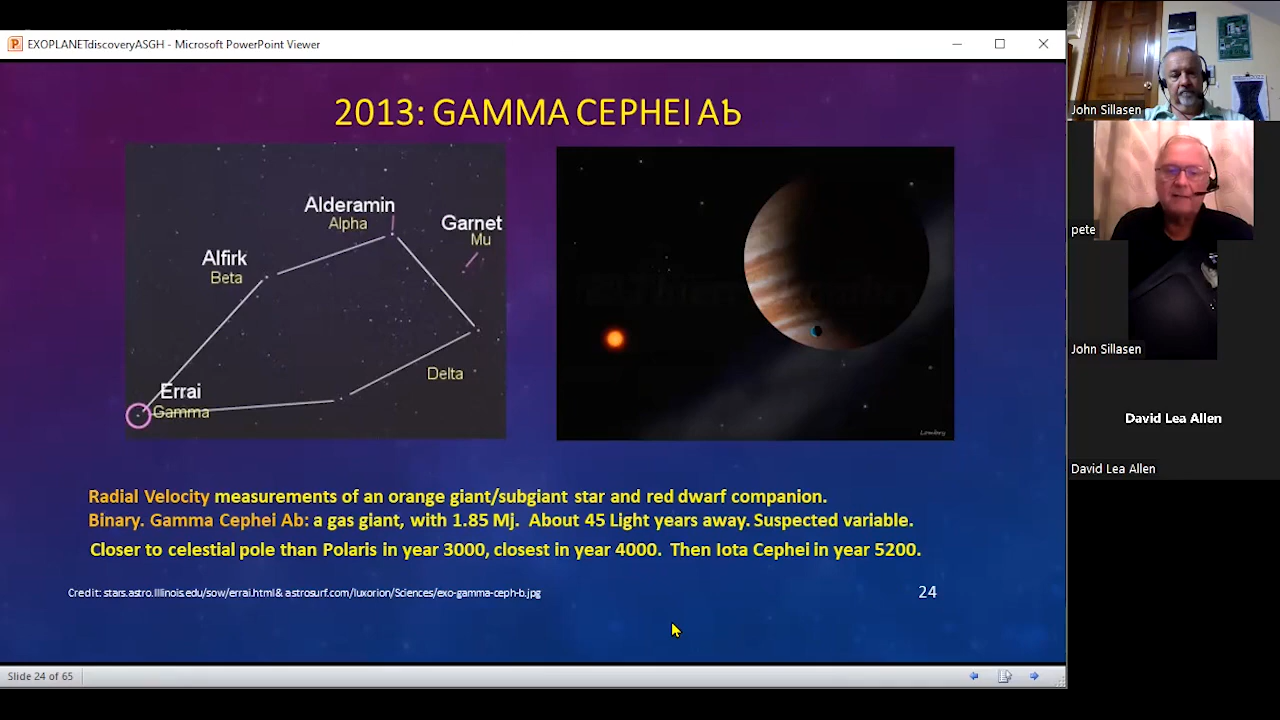 EXOPLANETdiscoveryASGH - Microsoft PowerPoint Viewer
2013: GAMMA CEPHEI Ab
Alderamin
Alpha
Garnet
Mu
Alfirk
Beta
Errai
Gamma
Delta
Radial Velocity measurements of an orange giant/subgiant star and red dwarf companion.
Binary. Gamma Cephei Ab: a gas giant, with 1.85 Mj. About 45 Light years away. Suspected variable.
Closer to celestial pole than Polaris in year 3000, closest in year 4000. Then Iota Cephei in year 5200.
Credit: stars.astro.Illinois.edu/sow/errai.html& astrosurf.com/luxorion/Sciences/exo-gamma-ceph-b.jpg
24
Slide 24 of 65
John Sillasen
pete
John Sillasen
David Lea Allen
David Lea Allen